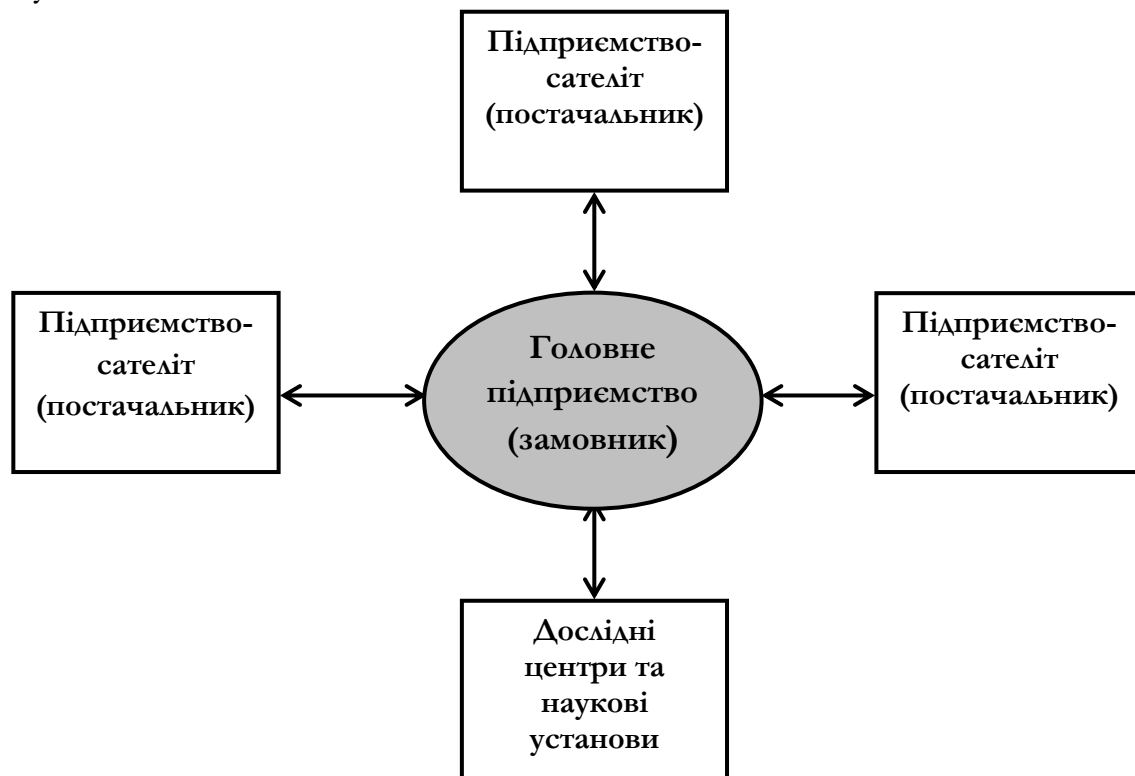 Підприємство-
сателіт
(постачальник)
Підприємство-
сателіт
(постачальник)
Головне
підприємство
(замовник)
Підприємство-
сателіт
(постачальник)
Дослідні
центри та
наукові
установи